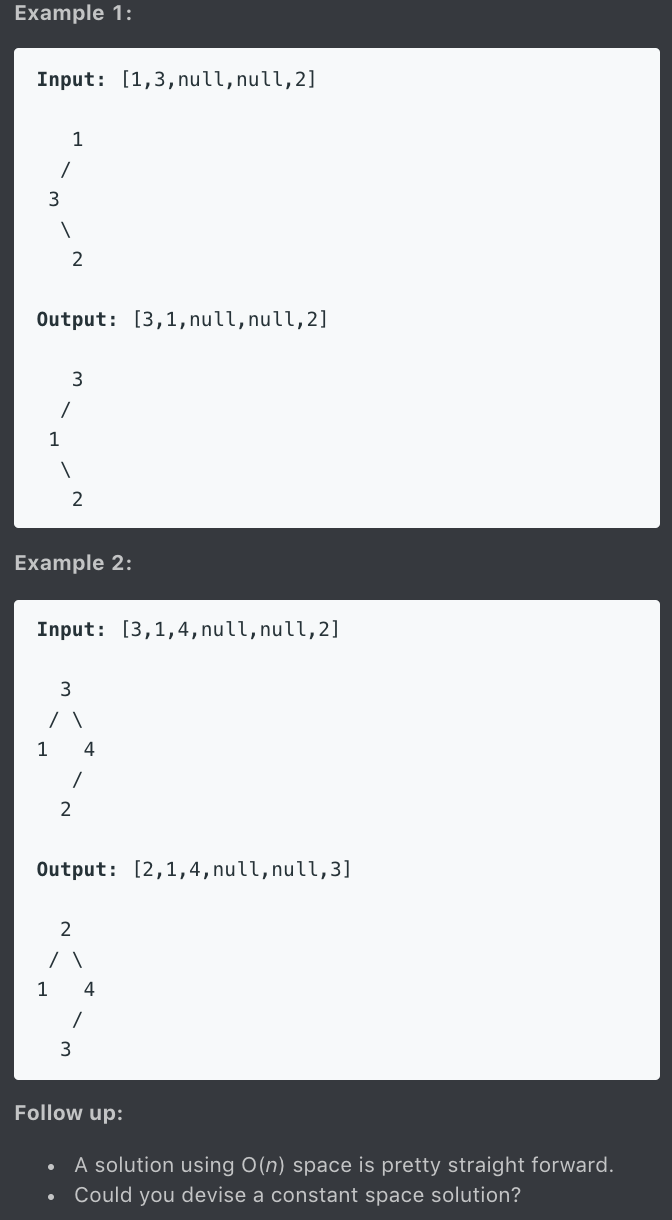 Example 1:
Input: [1,3,null,null,2]
1
/
3
\
2
Output: [3,1,null,null,2]
3
/
1
\
2
Example 2:
Input: [3,1,4,null,null,2]
3
/ \
1   4
/
2
Output: [2,1,4,null,null,3]
2
/ \
1   4
/
3
Follow up:
• A solution using O(n) space is pretty straight forward.
• Could you devise a constant space solution?